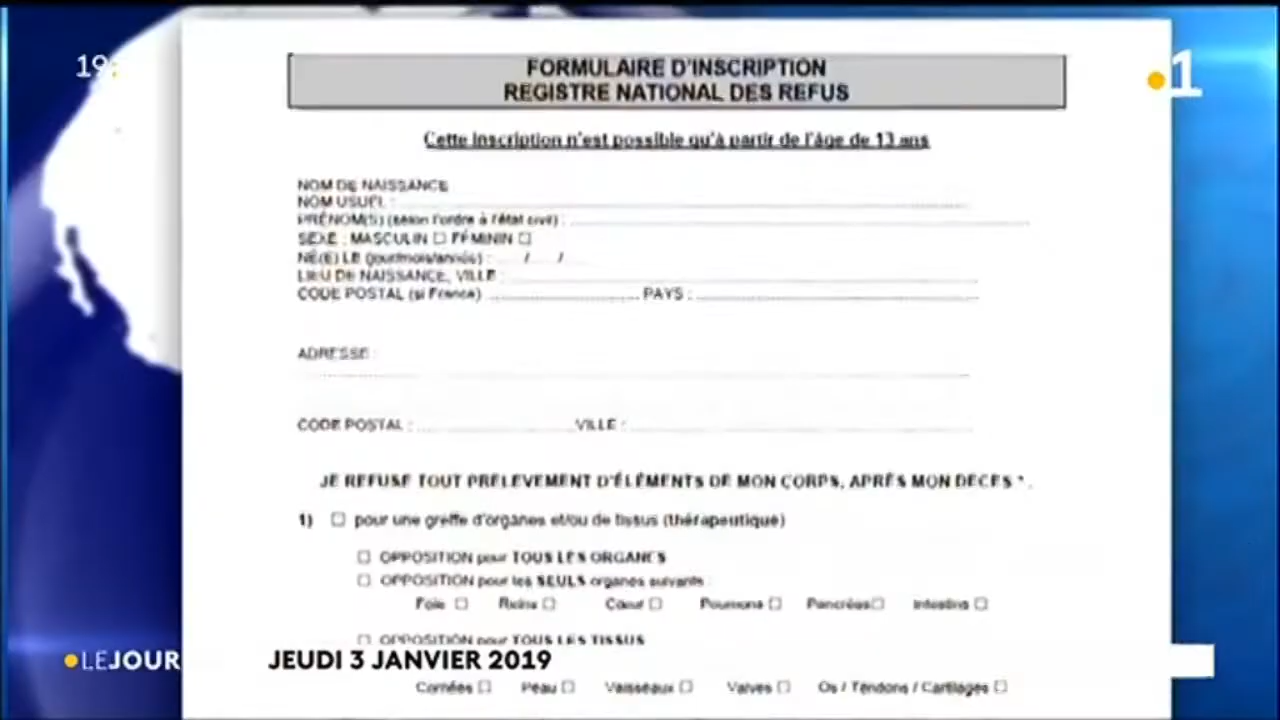 19:
1
FORMULAIRE D'INSCRIPTION
REGISTRE NATIONAL DES REFUS
Cette inscription n'est possible qu'à partir de l'âge de 13 ans
NOM DE NAISSANCE
NOM USUEL :
PRÉNOM(S) (selon l'ordre à l'état civil) :
SEXE : MASCULIN ☐ FÉMININ ☐
NÉ(E) LE (jour/mois/année) : / /
LIEU DE NAISSANCE, VILLE :
CODE POSTAL (si France) PAYS :
ADRESSE :
CODE POSTAL : VILLE :
JE REFUSE TOUT PRELEVEMENT D'ÉLÉMENTS DE MON CORPS, APRÈS MON DECES * .
1) ☐ pour une greffe d'organes et/ou de tissus (thérapeutique)
☐ OPPOSITION pour TOUS LES ORGANES
☐ OPPOSITION pour les SEULS organes suivants
Foie ☐ Reins ☐ Cœur ☐ Poumons ☐ Pancréas ☐ Intestins ☐
☐ OPPOSITION pour TOUS LES TISSUS
LEJOUR JEUDI 3 JANVIER 2019
Cornées ☐ Peau ☐ Vaisseaux ☐ Valves ☐ Os / Tendons / Cartilages ☐